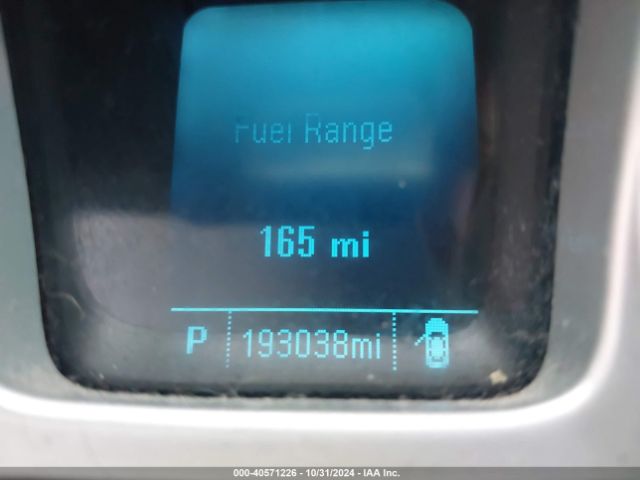 Fuel Range
165 mi
P 193038mi
000-40571226 - 10/31/2024 - IAA Inc.